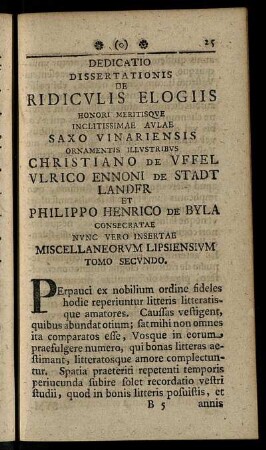 ❀ (o) ❀ 25
DEDICATIO
DISSERTATIONIS
DE
RIDICVLIS ELOGIIS
HONORI MERITISQVE
INCLITISSIMAE AVLAE
SAXO VINARIENSIS
ORNAMENTIS ILLVSTRIBVS
CHRISTIANO DE VFFEL
VLRICO ENNONI DE STADT
LANDER
ET
PHILIPPO HENRICO DE BVLA
CONSECRATAE
NVNC VERO INSERTAE
MISCELLANEORVM LIPSIENSIVM
TOMO SECVNDO.
PErpauci ex nobilium ordine fideles
hodie reperiuntur litteris litteratis-
que amatores. Caussas vestigent,
quibus abundat otium; sat mihi non omnes
ita comparatos esse, Vosque in eorum
praefulgere numero, qui bonas litteras ae-
stimant, litteratosque amore complectun-
tur. Spatia praeteriti repetenti temporis
periucunda subire solet recordatio vestri
studii, quod in bonis litteris posuistis, et
B 5 annis